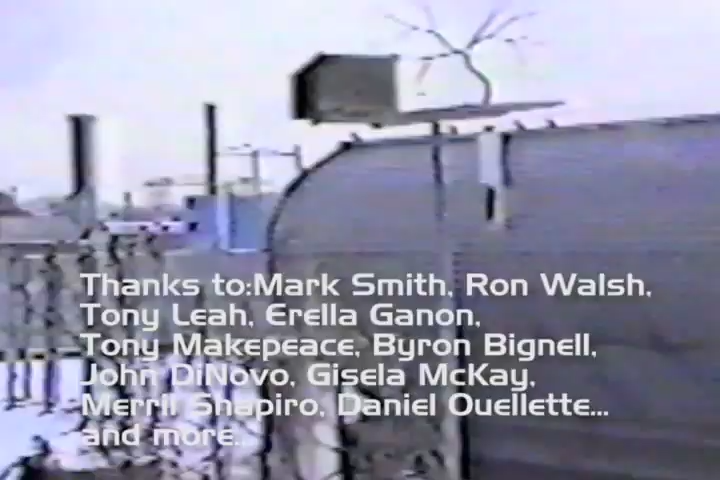 Thanks to:Mark Smith, Ron Walsh,
Tony Leah, Erella Ganon,
Tony Makepeace, Byron Bignell,
John DiNovo, Gisela McKay,
Merril Shapiro, Daniel Ouellette...
and more...